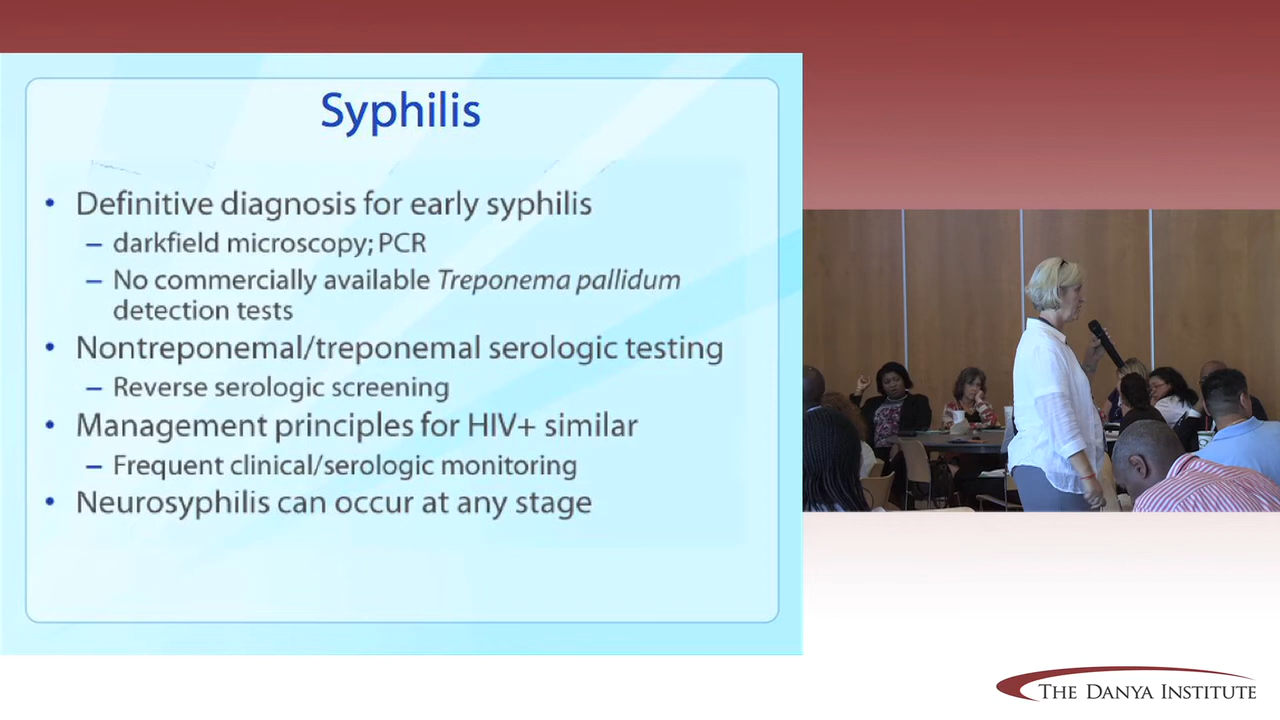 Syphilis
• Definitive diagnosis for early syphilis
– darkfield microscopy; PCR
– No commercially available Treponema pallidum
detection tests
• Nontreponemal/treponemal serologic testing
– Reverse serologic screening
• Management principles for HIV+ similar
– Frequent clinical/serologic monitoring
• Neurosyphilis can occur at any stage
THE DANYA INSTITUTE